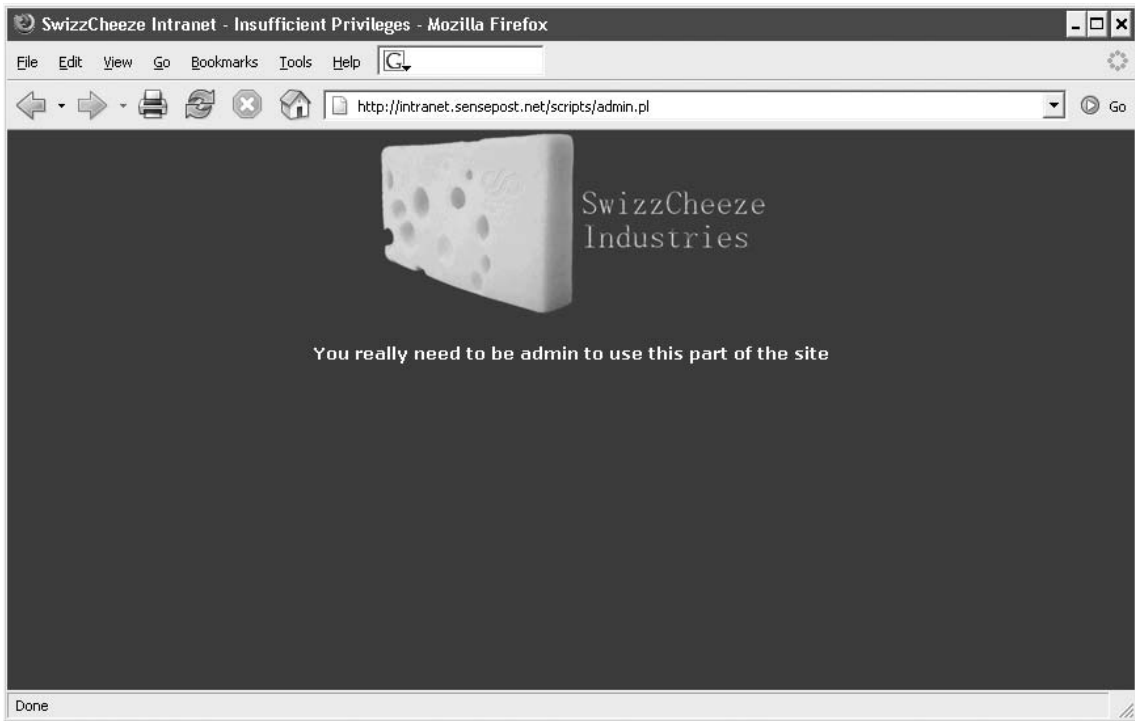 SwizzCheeze Intranet - Insufficient Privileges - Mozilla Firefox
File Edit View Go Bookmarks Tools Help G
http://intranet.sensepost.net/scripts/admin.pl Go
SwizzCheeze
Industries
You really need to be admin to use this part of the site
Done